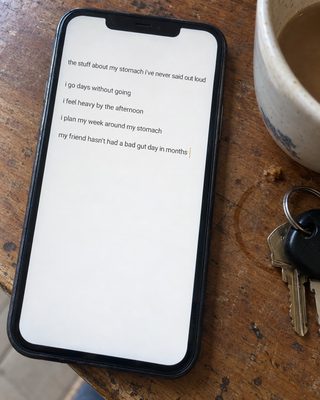 the stuff about my stomach i've never said out loud
i go days without going
i feel heavy by the afternoon
i plan my week around my stomach
my friend hasn't had a bad gut day in months